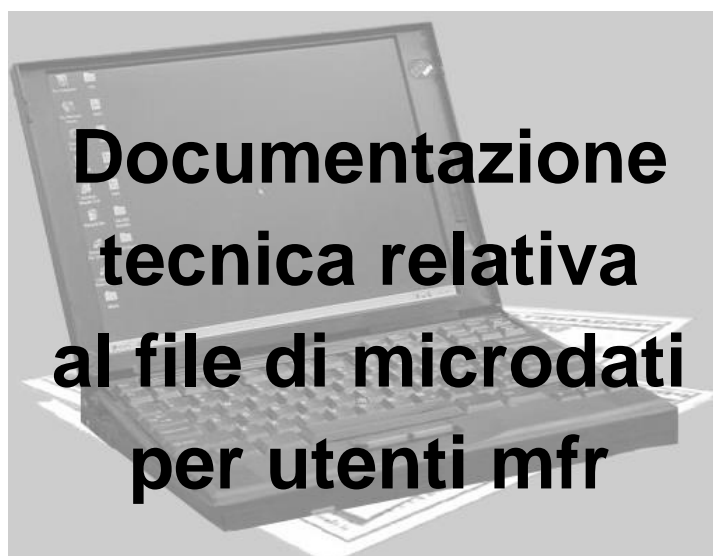 Documentazione
tecnica relativa
al file di microdati
per utenti mfr